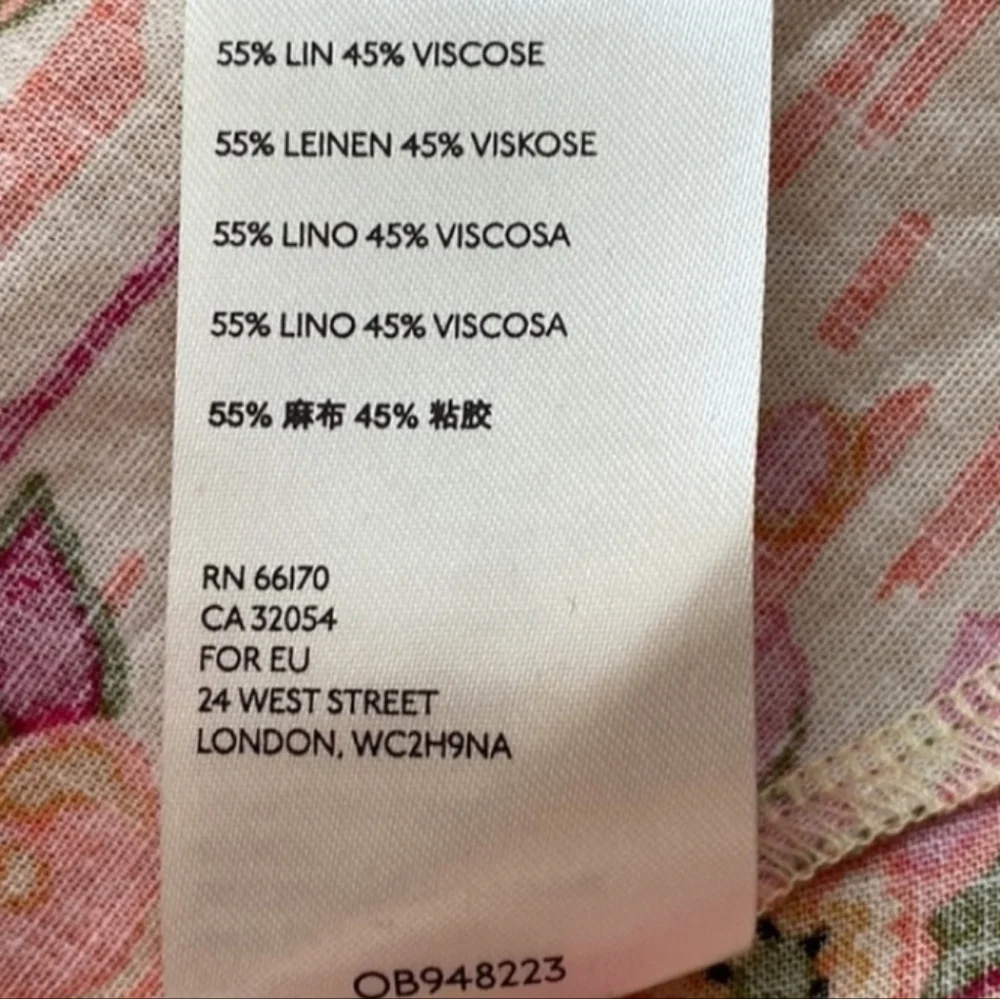 55% LIN 45% VISCOSE
55% LEINEN 45% VISKOSE
55% LINO 45% VISCOSA
55% LINO 45% VISCOSA
55% 麻布 45% 粘胶
RN 66170
CA 32054
FOR EU
24 WEST STREET
LONDON, WC2H9NA
OB948223